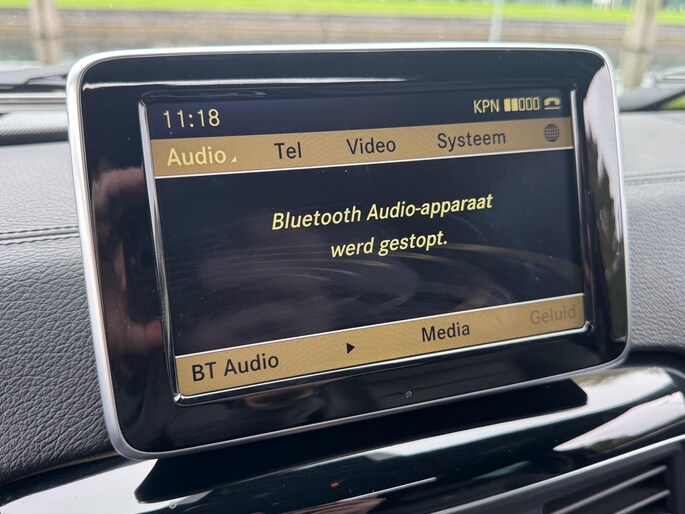 11:18 KPN
Audio Tel Video Systeem
Bluetooth Audio-apparaat
werd gestopt.
BT Audio Media Geluid